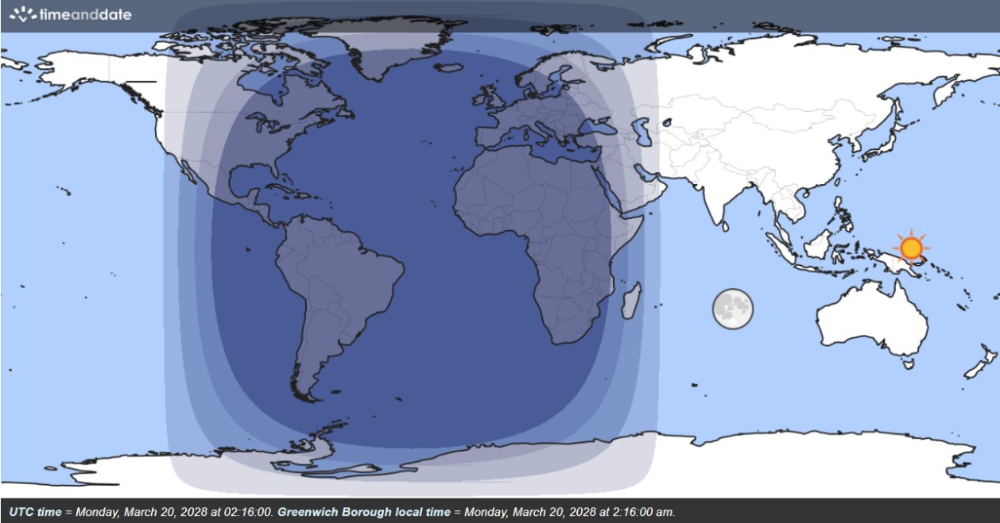 timeanddate
UTC time = Monday, March 20, 2028 at 02:16:00. Greenwich Borough local time = Monday, March 20, 2028 at 2:16:00 am.